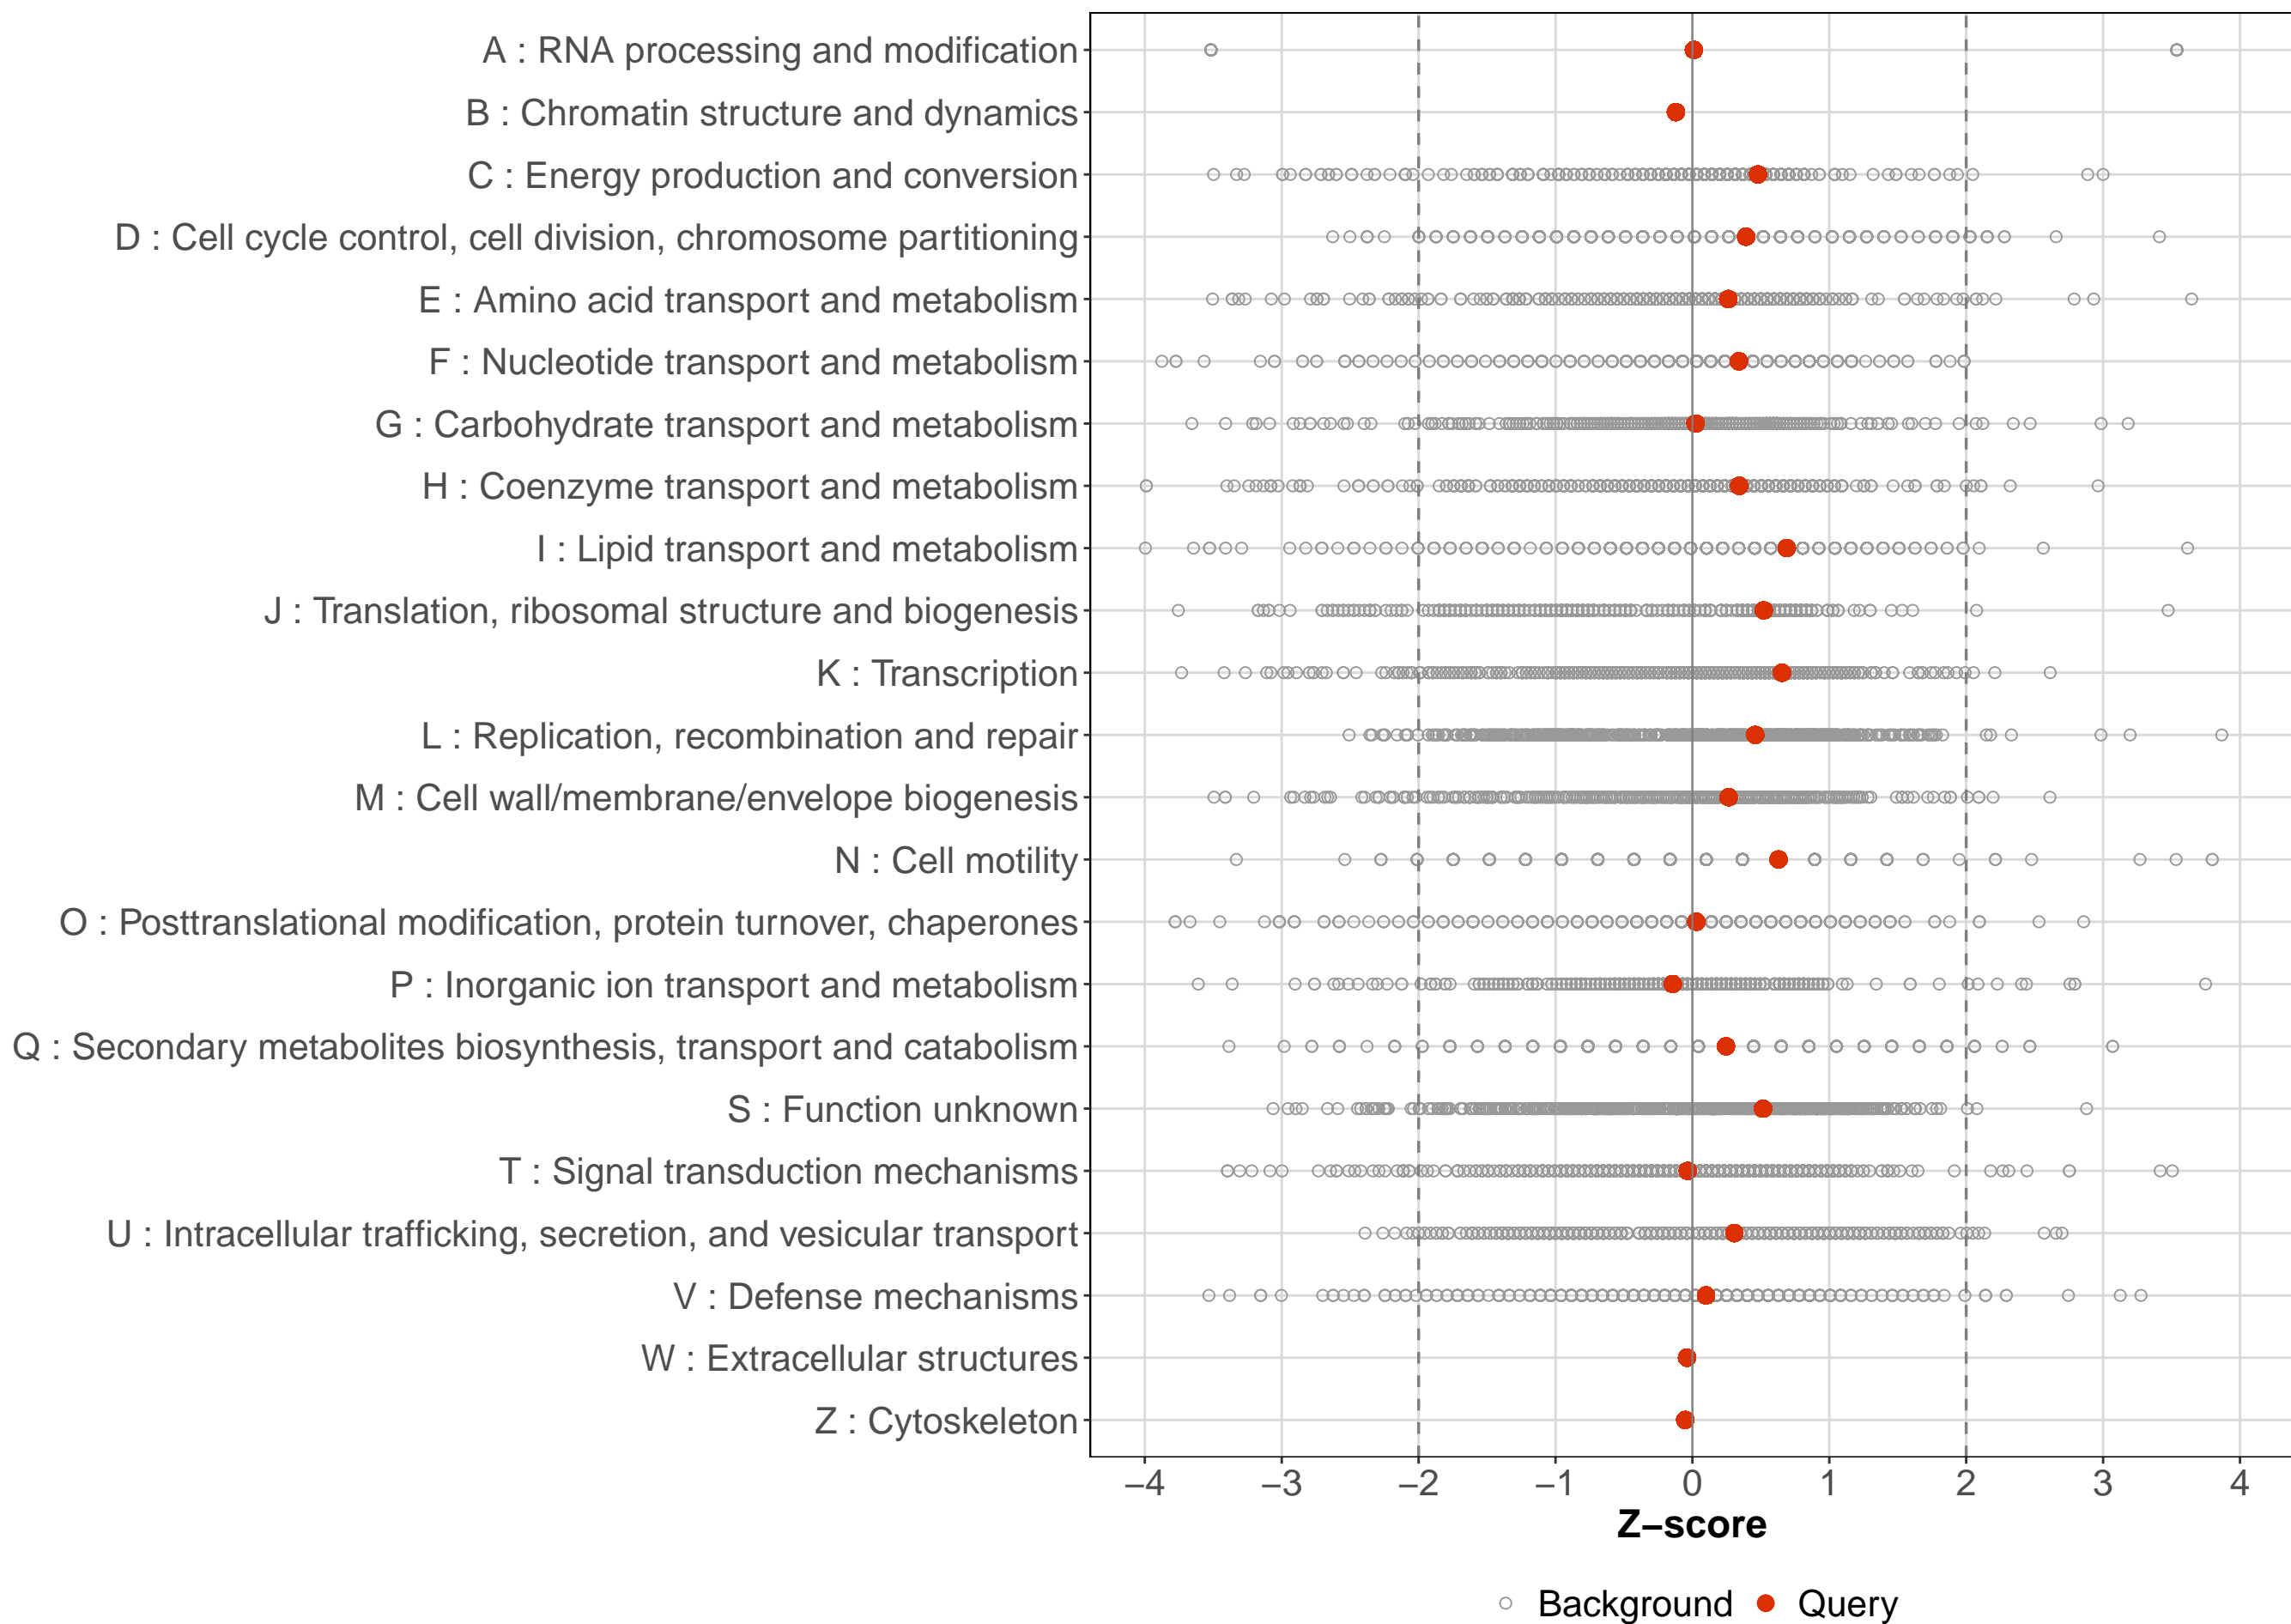 A : RNA processing and modification
B : Chromatin structure and dynamics
C : Energy production and conversion
D : Cell cycle control, cell division, chromosome partitioning
E : Amino acid transport and metabolism
F : Nucleotide transport and metabolism
G : Carbohydrate transport and metabolism
H : Coenzyme transport and metabolism
I : Lipid transport and metabolism
J : Translation, ribosomal structure and biogenesis
K : Transcription
L : Replication, recombination and repair
M : Cell wall/membrane/envelope biogenesis
N : Cell motility
O : Posttranslational modification, protein turnover, chaperones
P : Inorganic ion transport and metabolism
Q : Secondary metabolites biosynthesis, transport and catabolism
S : Function unknown
T : Signal transduction mechanisms
U : Intracellular trafficking, secretion, and vesicular transport
V : Defense mechanisms
W : Extracellular structures
Z : Cytoskeleton
−4 −3 −2 −1 0 1 2 3 4
Z−score
Background Query